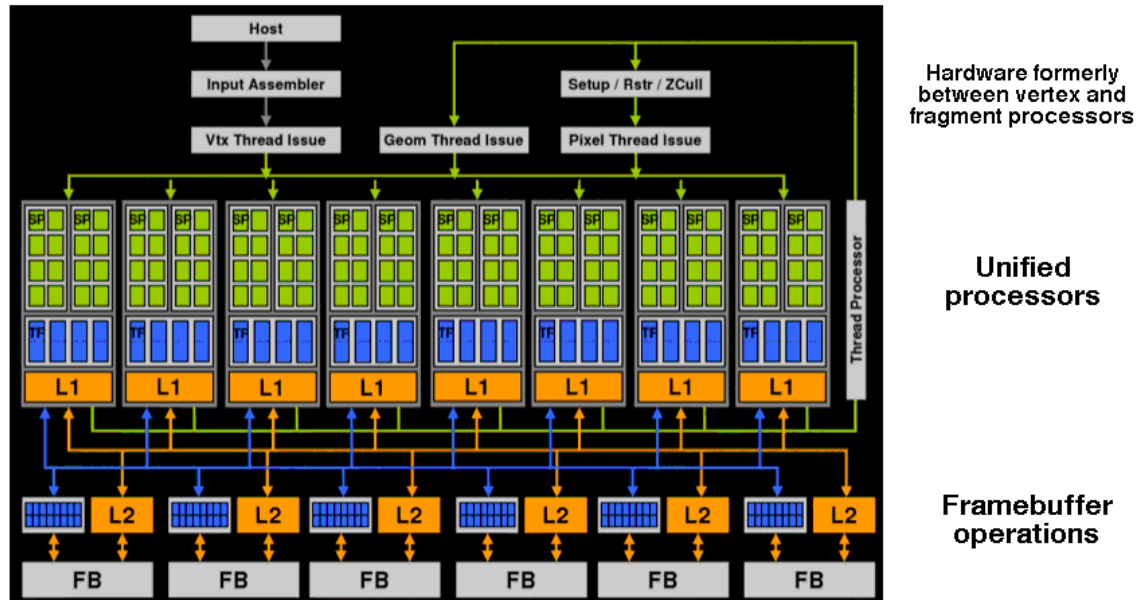 Host
Input Assembler
Setup / Rstr / ZCull
Vtx Thread Issue
Geom Thread Issue
Pixel Thread Issue
Hardware formerly
between vertex and
fragment processors
SP SP SP SP SP SP SP SP SP SP SP SP SP SP SP SP
TF TF TF TF TF TF TF TF
L1 L1 L1 L1 L1 L1 L1 L1
Thread Processor
Unified
processors
L2 L2 L2 L2 L2 L2
FB FB FB FB FB FB
Framebuffer
operations